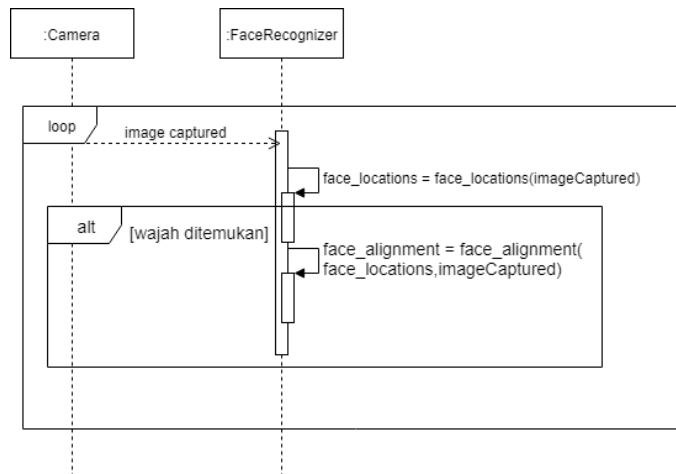 :Camera
:FaceRecognizer
loop
image captured
face_locations = face_locations(imageCaptured)
alt
[wajah ditemukan]
face_alignment = face_alignment(
face_locations,imageCaptured)